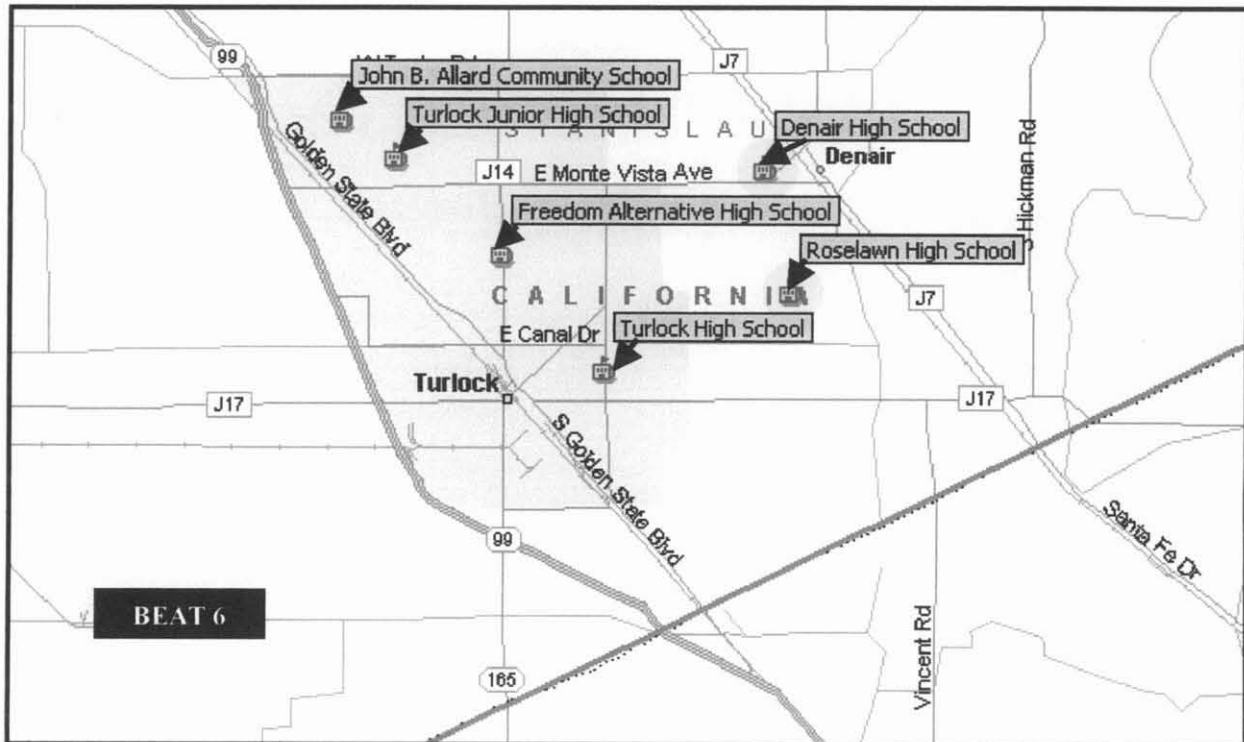 99
J7
John B. Allard Community School
Turlock Junior High School
Denair High School
Denair
Golden State Blvd
J14
E Monte Vista Ave
S Hickman Rd
Freedom Alternative High School
Roselawn High School
CALIFORNIA
J7
E Canal Dr
Turlock High School
Turlock
J17
J17
S Golden State Blvd
99
Santa Fe Dr
BEAT 6
Vincent Rd
165